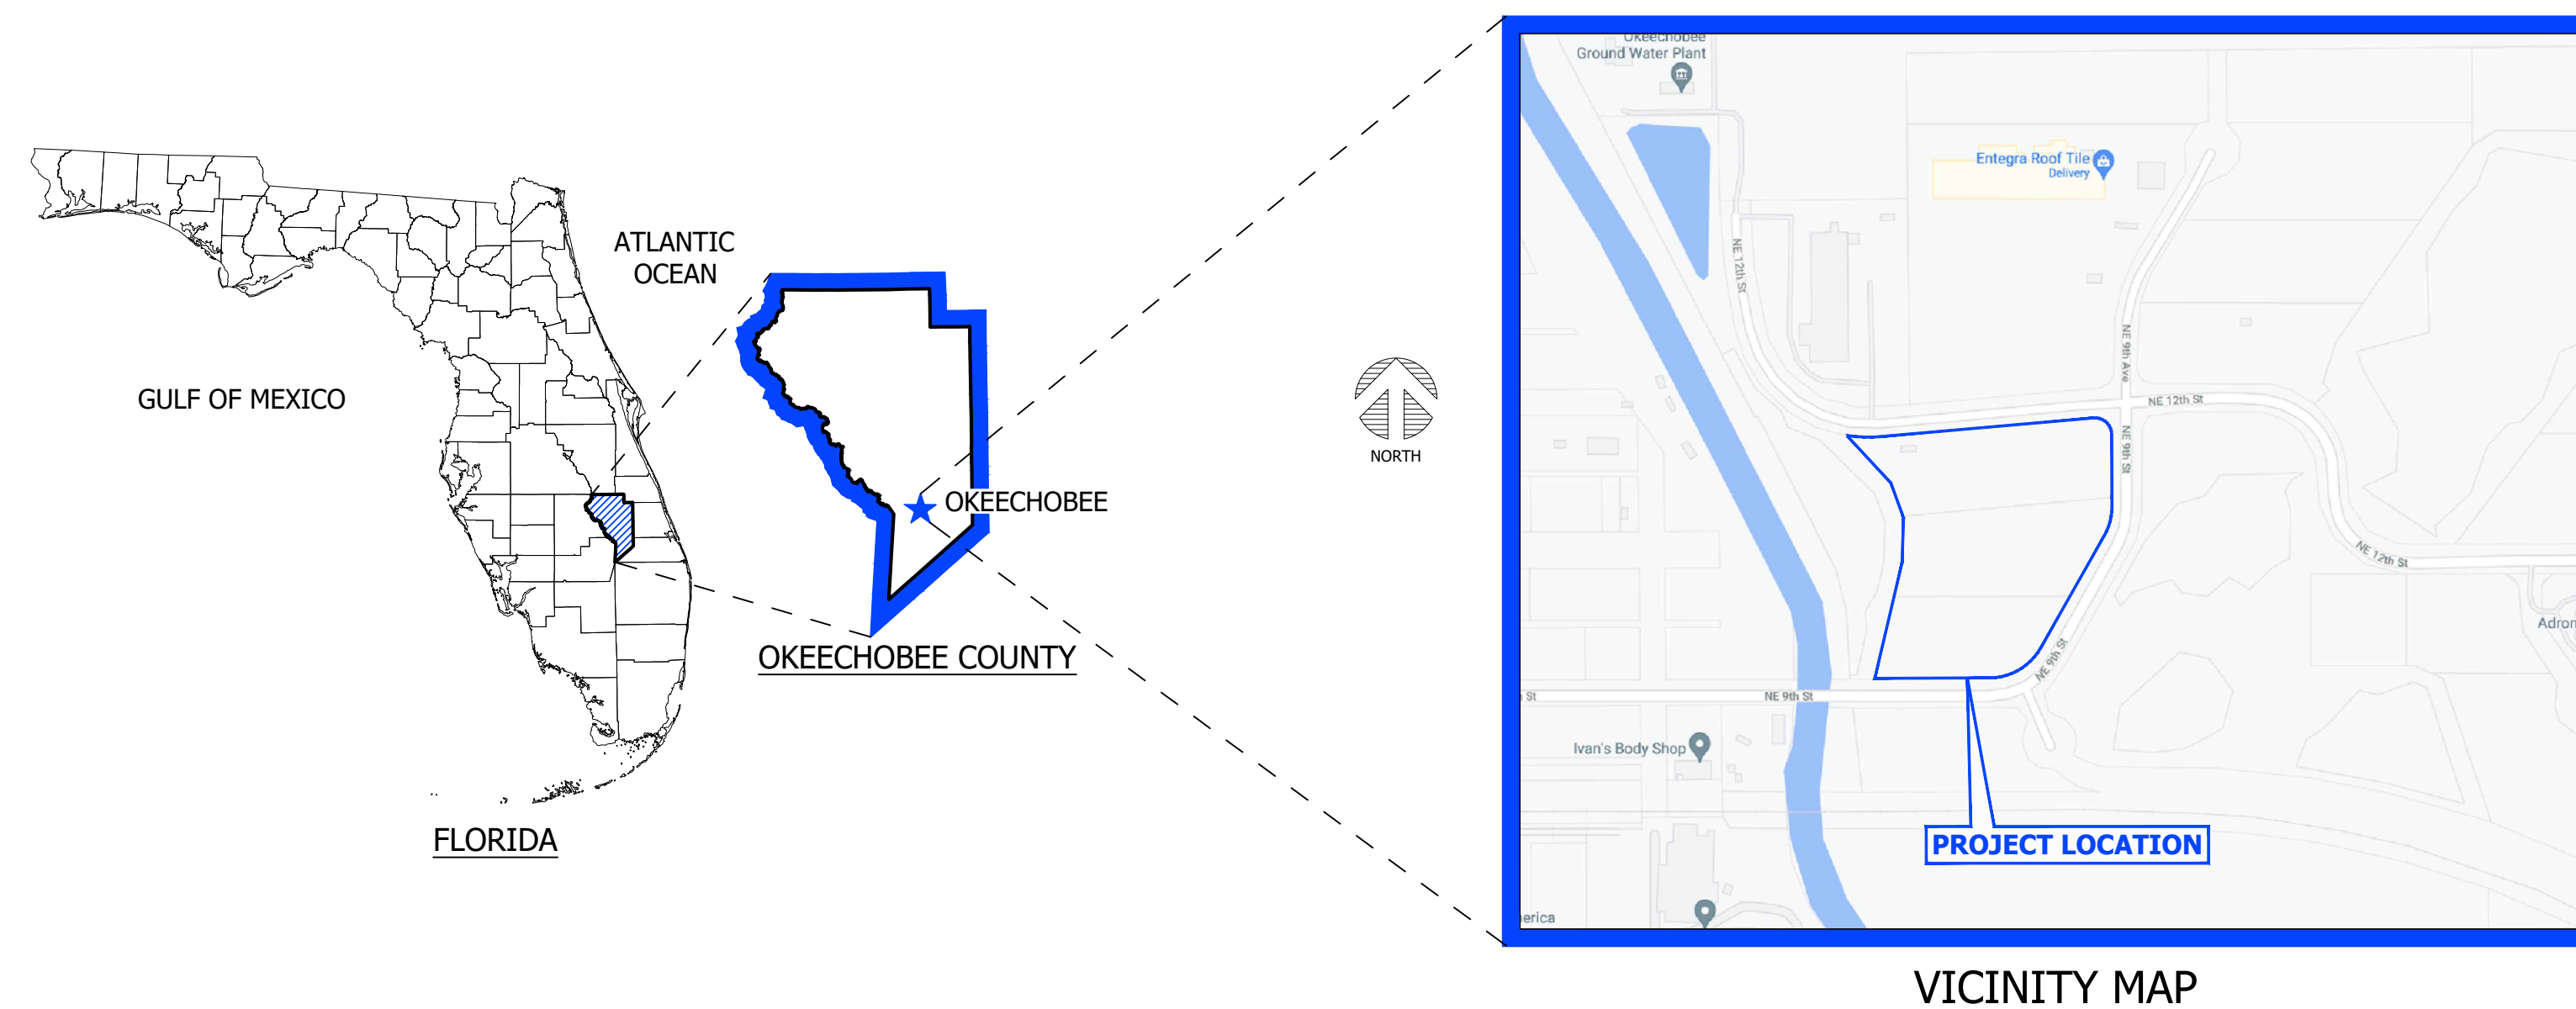 ATLANTIC
OCEAN
GULF OF MEXICO
FLORIDA
OKEECHOBEE
OKEECHOBEE COUNTY
NORTH
Okeechobee
Ground Water Plant
Entegra Roof Tile
Delivery
NE 12th St
NE 9th Ave
NE 12th St
NE 9th St
NE 12th St
Adron
NE 9th St
St
NE 9th St
Ivan's Body Shop
PROJECT LOCATION
erica
VICINITY MAP